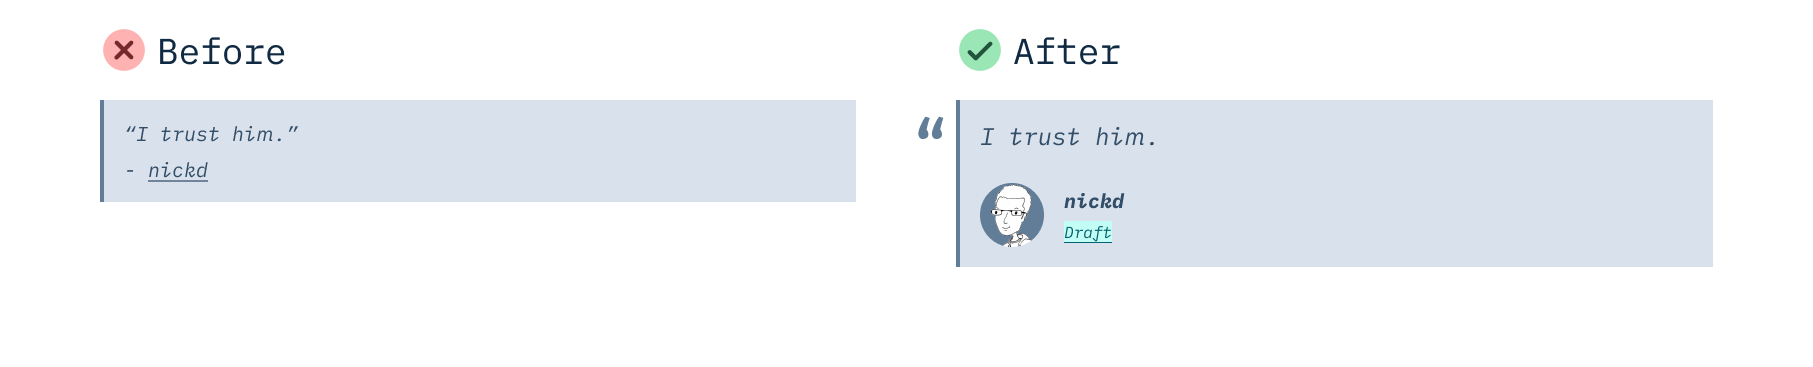 Before
“I trust him.”
- nickd
After
“
I trust him.
nickd
Draft